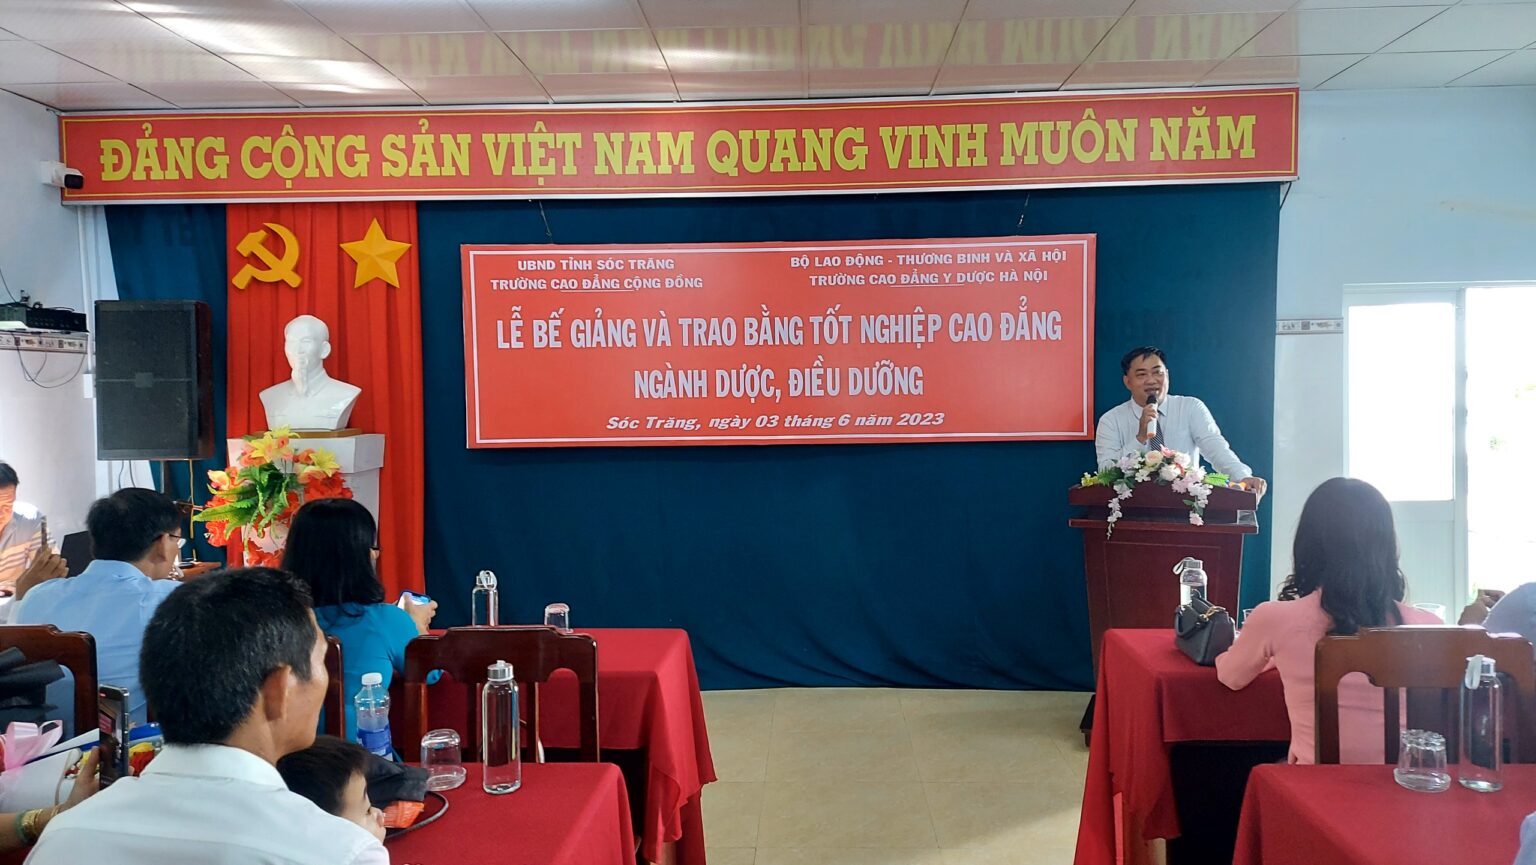 ĐẢNG CỘNG SẢN VIỆT NAM QUANG VINH MUÔN NĂM
UBND TỈNH SÓC TRĂNG
TRƯỜNG CAO ĐẲNG CỘNG ĐỒNG
BỘ LAO ĐỘNG - THƯƠNG BINH VÀ XÃ HỘI
TRƯỜNG CAO ĐẲNG Y DƯỢC HÀ NỘI
LỄ BẾ GIẢNG VÀ TRAO BẰNG TỐT NGHIỆP CAO ĐẲNG
NGÀNH DƯỢC, ĐIỀU DƯỠNG
Sóc Trăng, ngày 03 tháng 6 năm 2023